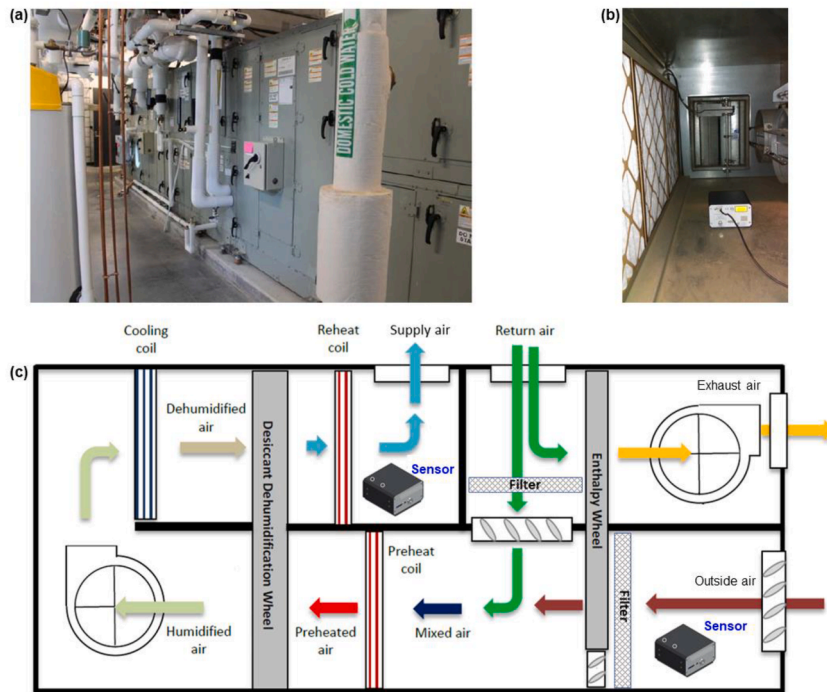 (a)
(b)
DOMESTIC COLD WATER
(c)
Cooling
coil
Reheat
coil
Supply air
Return air
Exhaust air
Dehumidified
air
Desiccant Dehumidification Wheel
Sensor
Filter
Enthalpy Wheel
Preheat
coil
Outside air
Filter
Sensor
Humidified
air
Preheated
air
Mixed air